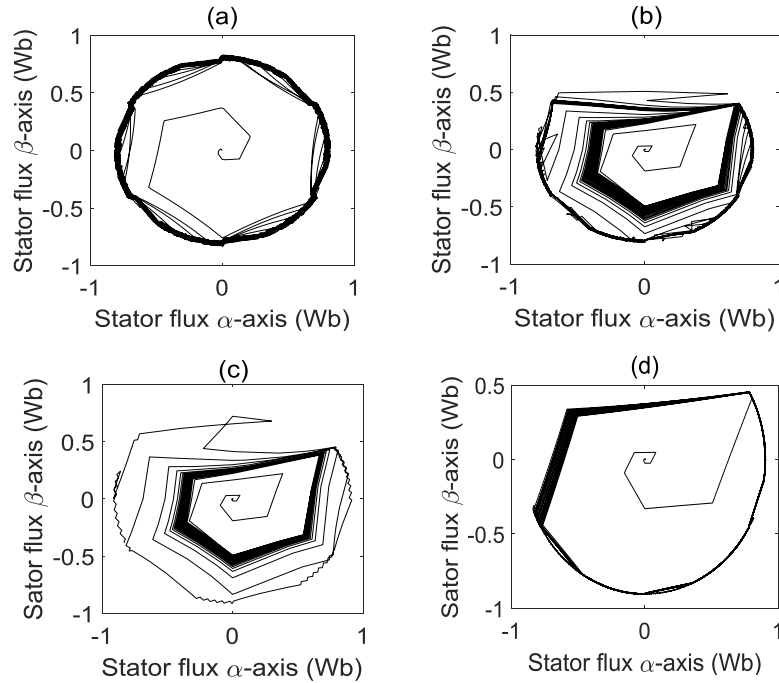 (a)
Stator flux β-axis (Wb)
1
0.5
0
-0.5
-1
-1
0
1
Stator flux α-axis (Wb)
(b)
Stator flux β-axis (Wb)
1
0.5
0
-0.5
-1
-1
0
1
Stator flux α-axis (Wb)
(c)
Sator flux β-axis (Wb)
1
0.5
0
-0.5
-1
-1
0
1
Stator flux α-axis (Wb)
(d)
Stator flux β-axis (Wb)
0.5
0
-0.5
-1
-1
0
1
Stator flux α-axis (Wb)